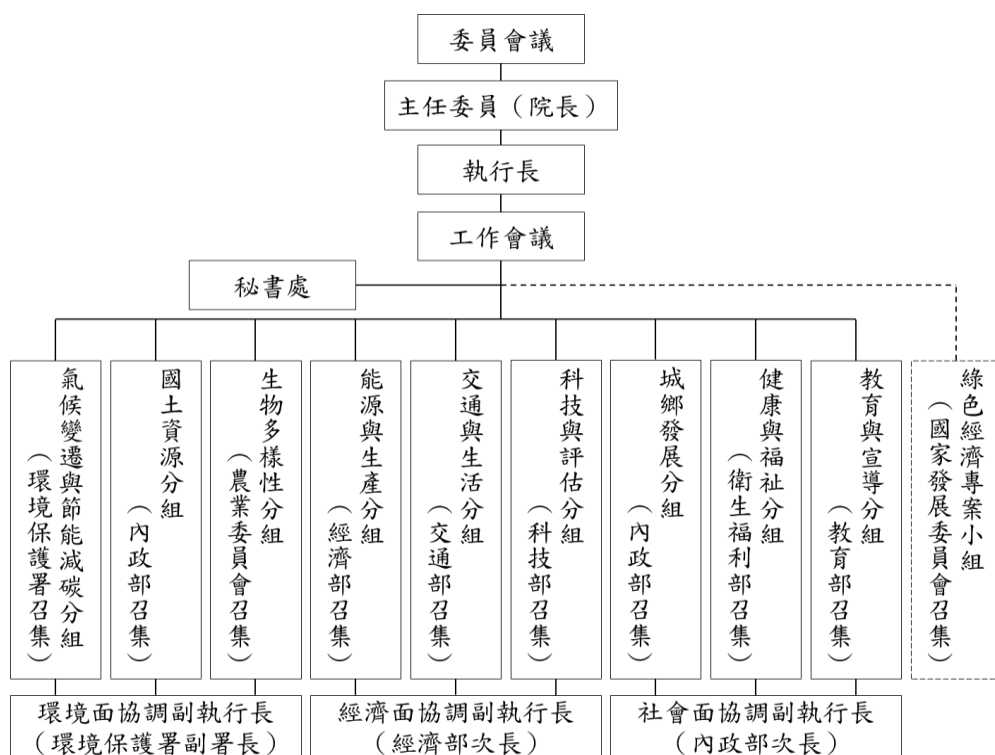 委員會議
主任委員（院長）
執行長
工作會議
秘書處
氣候變遷與節能減碳分組
（環境保護署召集）
國土資源分組
（內政部召集）
生物多樣性分組
（農業委員會召集）
能源與生產分組
（經濟部召集）
交通與生活分組
（交通部召集）
科技與評估分組
（科技部召集）
城鄉發展分組
（內政部召集）
健康與福祉分組
（衛生福利部召集）
教育與宣導分組
（教育部召集）
綠色經濟專案小組
（國家發展委員會召集）
環境面協調副執行長
（環境保護署副署長）
經濟面協調副執行長
（經濟部次長）
社會面協調副執行長
（內政部次長）